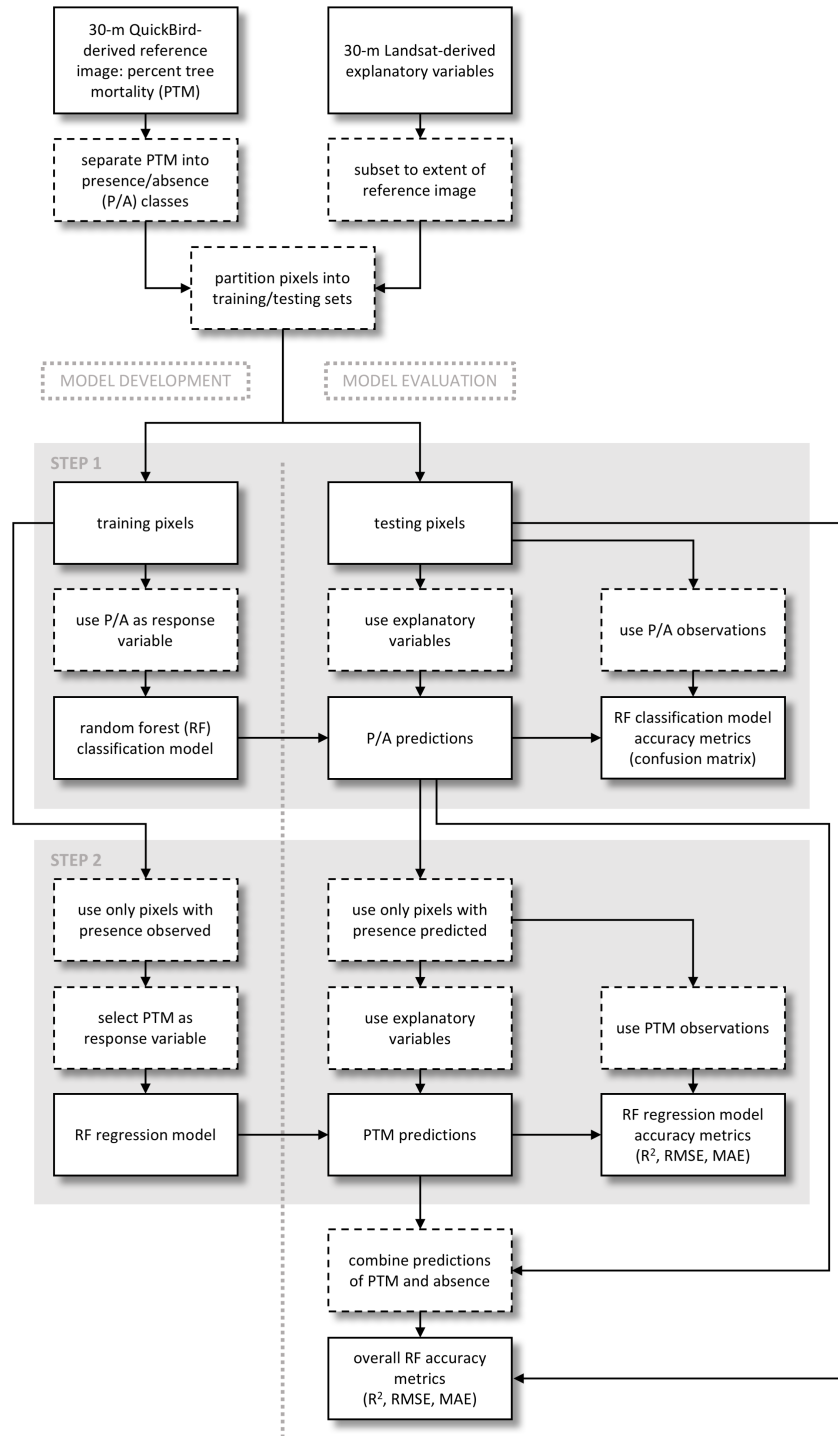 30-m QuickBird-
derived reference
image: percent tree
mortality (PTM)
30-m Landsat-derived
explanatory variables
separate PTM into
presence/absence
(P/A) classes
subset to extent of
reference image
partition pixels into
training/testing sets
MODEL DEVELOPMENT
MODEL EVALUATION
STEP 1
training pixels
testing pixels
use P/A as response
variable
use explanatory
variables
use P/A observations
random forest (RF)
classification model
P/A predictions
RF classification model
accuracy metrics
(confusion matrix)
STEP 2
use only pixels with
presence observed
use only pixels with
presence predicted
select PTM as
response variable
use explanatory
variables
use PTM observations
RF regression model
PTM predictions
RF regression model
accuracy metrics
(R², RMSE, MAE)
combine predictions
of PTM and absence
overall RF accuracy
metrics
(R², RMSE, MAE)